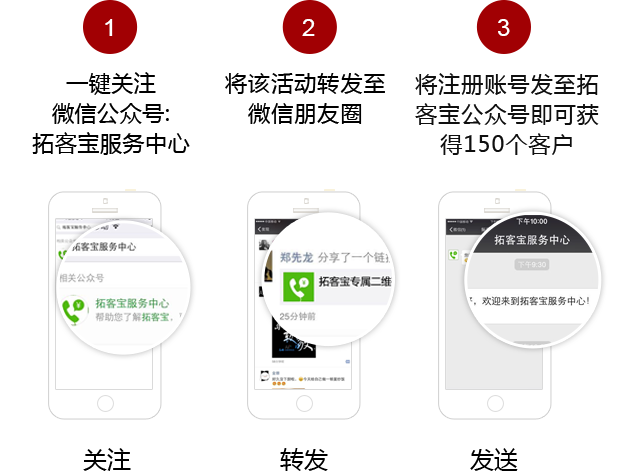 1
一键关注
微信公众号:
拓客宝服务中心
2
将该活动转发至
微信朋友圈
3
将注册账号发至拓
客宝公众号即可获
得150个客户
拓客宝服务中心
相关公众号
拓客宝服务中心
帮助您了解拓客宝、
关注
郑先龙 分享了一个链
拓客宝专属二维
25分钟前
转发
下午10:00
拓客宝服务中心
下午9:30
，欢迎来到拓客宝服务中心!
发送